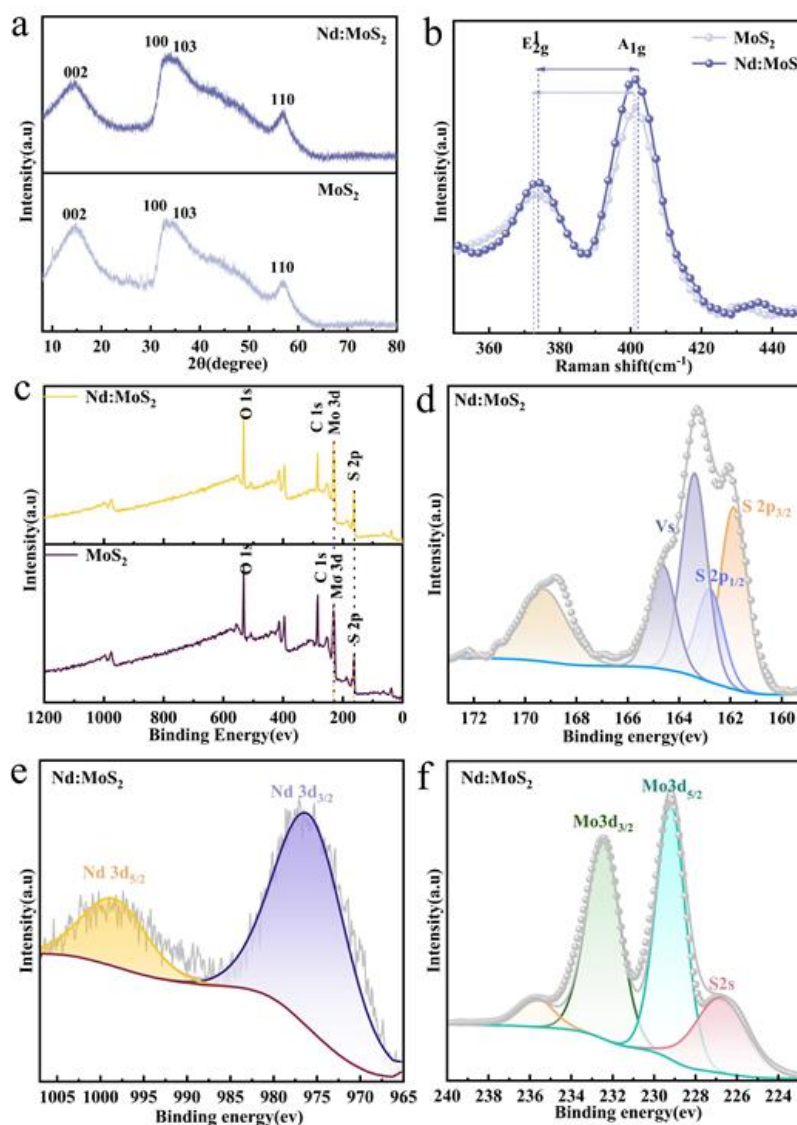 a
Nd:MoS₂
002
100
103
110
MoS₂
002
100
103
110
Intensity(a.u)
10 20 30 40 50 60 70 80
2θ(degree)
b
E¹2g
A1g
MoS₂
Nd:MoS
Intensity(a.u)
360 380 400 420 440
Raman shift(cm⁻¹)
c
Nd:MoS₂
O 1s
C 1s
Mo 3d
S 2p
MoS₂
O 1s
C 1s
Mo 3d
S 2p
Intensity(a.u)
1200 1000 800 600 400 200 0
Binding Energy(ev)
d
Nd:MoS₂
Vs
S 2p3/2
S 2p1/2
Intensity(a.u)
172 170 168 166 164 162 160
Binding energy(ev)
e
Nd:MoS₂
Nd 3d3/2
Nd 3d5/2
Intensity(a.u)
1005 1000 995 990 985 980 975 970 965
Binding energy(ev)
f
Nd:MoS₂
Mo3d5/2
Mo3d3/2
S2s
Intensity(a.u)
240 238 236 234 232 230 228 226 224
Binding energy(ev)